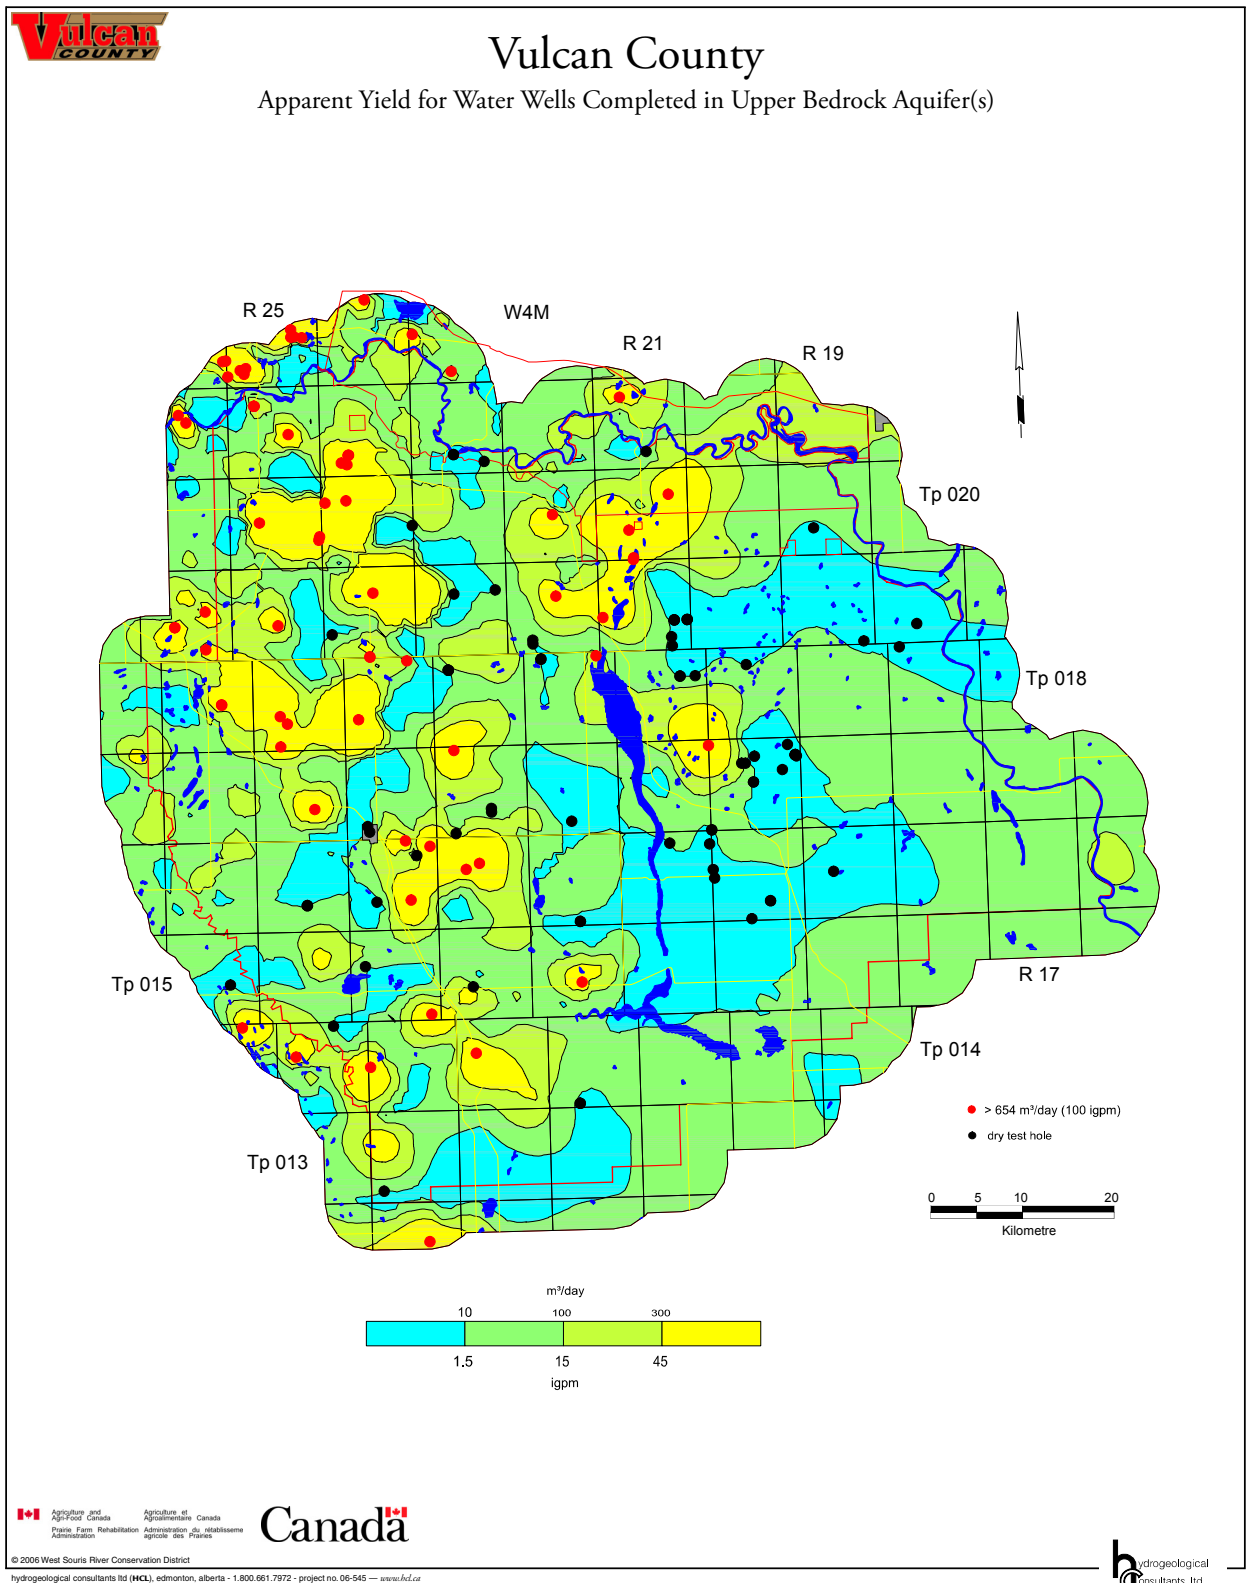 Vulcan
COUNTY
Vulcan County
Apparent Yield for Water Wells Completed in Upper Bedrock Aquifer(s)
R 25
W4M
R 21
R 19
Tp 020
Tp 018
Tp 015
R 17
Tp 014
Tp 013
> 654 m³/day (100 igpm)
dry test hole
0 5 10 20
Kilometre
m³/day
10 100 300
1.5 15 45
igpm
Agriculture and Agriculture et
Agri-Food Canada Agroalimentaire Canada
Prairie Farm Rehabilitation Administration du rétablisseme
Administration agricole des Prairies
Canada
© 2006 West Souris River Conservation District
hydrogeological consultants ltd (HCL), edmonton, alberta - 1.800.661.7972 - project no. 06-545 — www.hcl.ca
hydrogeological
consultants ltd